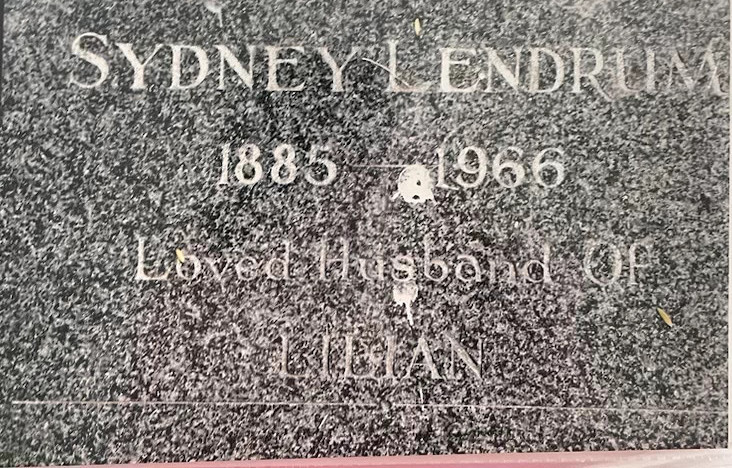 SYDNEY LENDRUM
1885 — 1966
Loved Husband Of
LILIAN